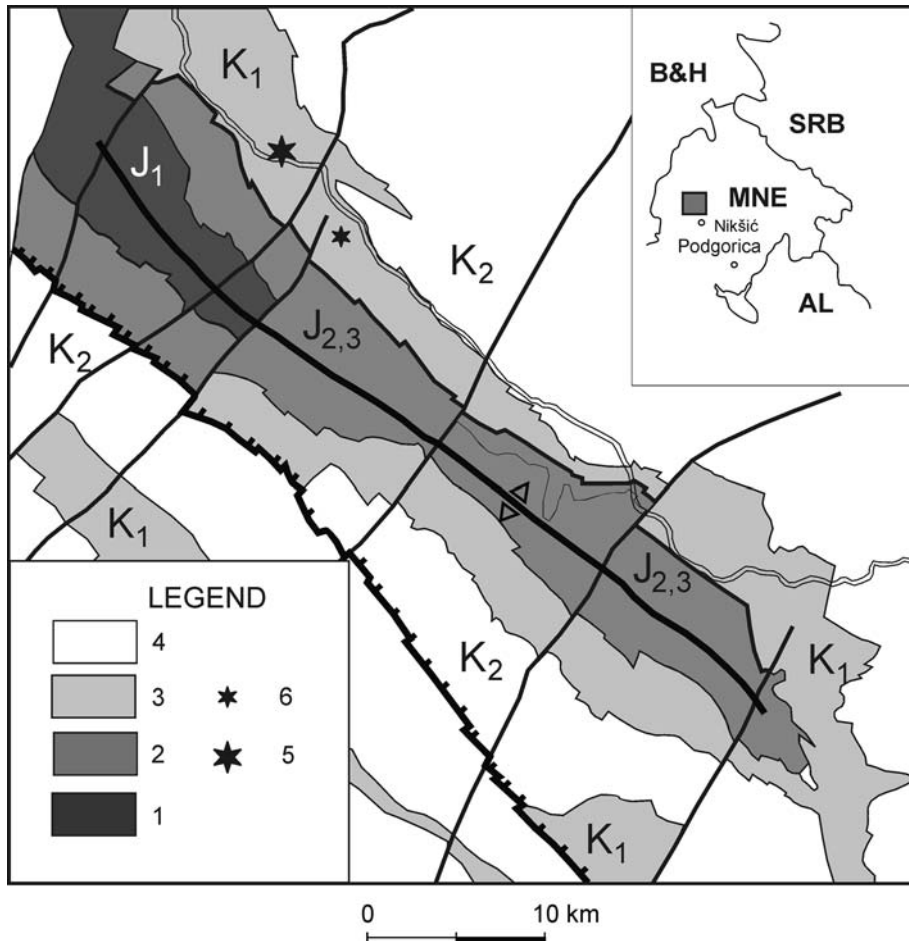 K₁
B&H
SRB
J₁
MNE
Nikšić
Podgorica
K₂
AL
J₂,₃
K₂
K₁
J₂,₃
K₂
K₁
K₁
LEGEND
4
3 6
2 5
1
0 10 km